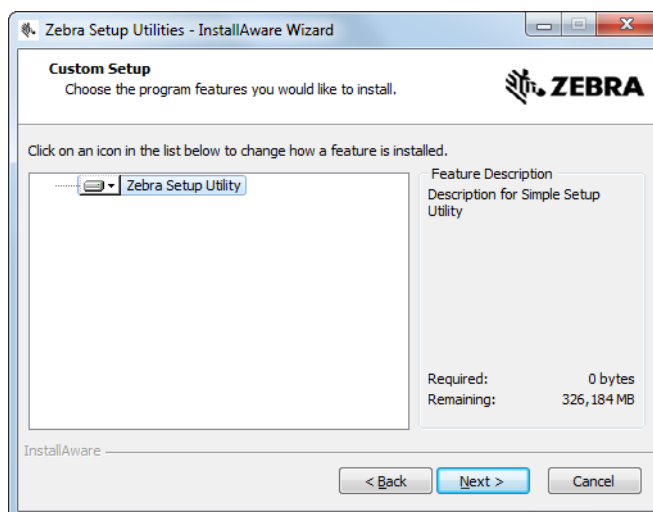 Zebra Setup Utilities - InstallAware Wizard
Custom Setup
Choose the program features you would like to install.
ZEBRA
Click on an icon in the list below to change how a feature is installed.
Zebra Setup Utility
Feature Description
Description for Simple Setup
Utility
Required: 0 bytes
Remaining: 326,184 MB
InstallAware
< Back Next > Cancel